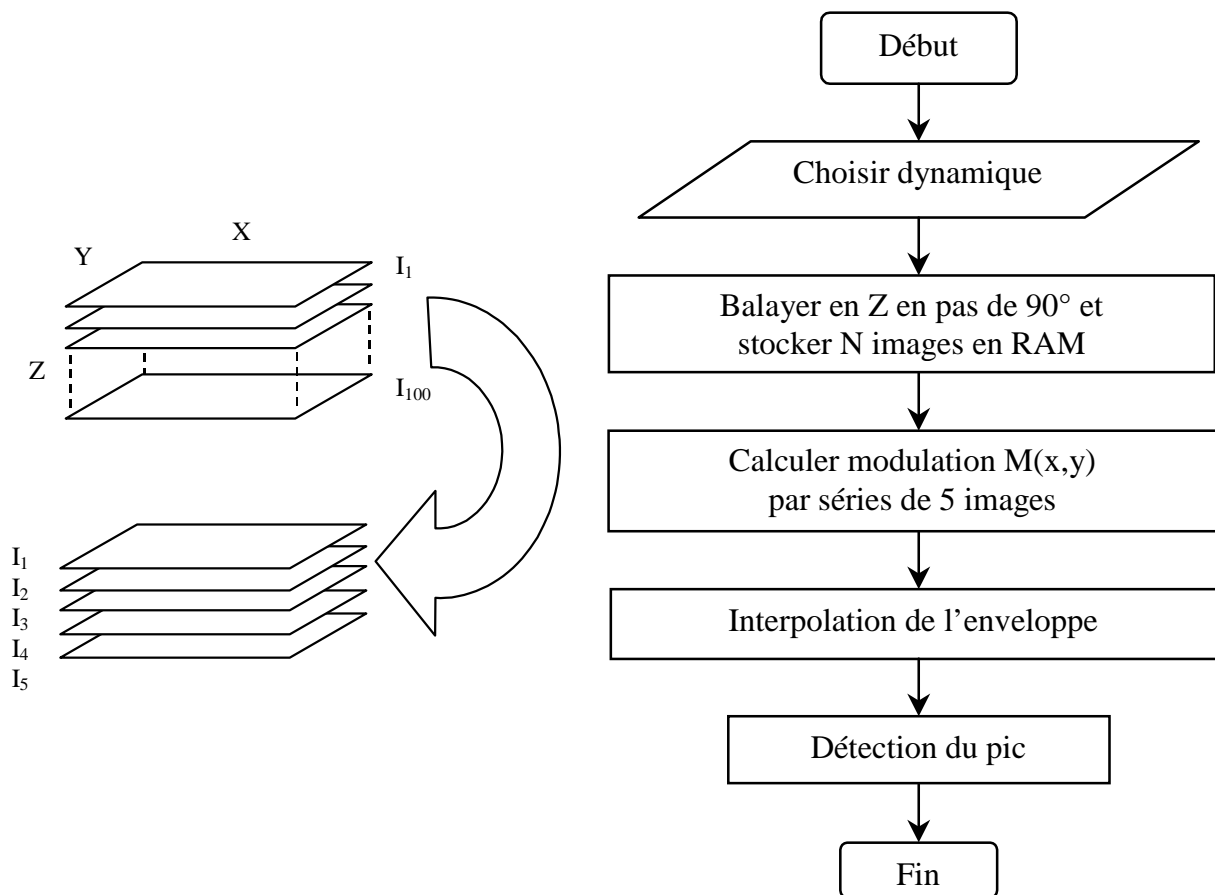 X
Y
I₁
Z
I₁₀₀
I₁
I₂
I₃
I₄
I₅
Début
Choisir dynamique
Balayer en Z en pas de 90° et
stocker N images en RAM
Calculer modulation M(x,y)
par séries de 5 images
Interpolation de l’enveloppe
Détection du pic
Fin